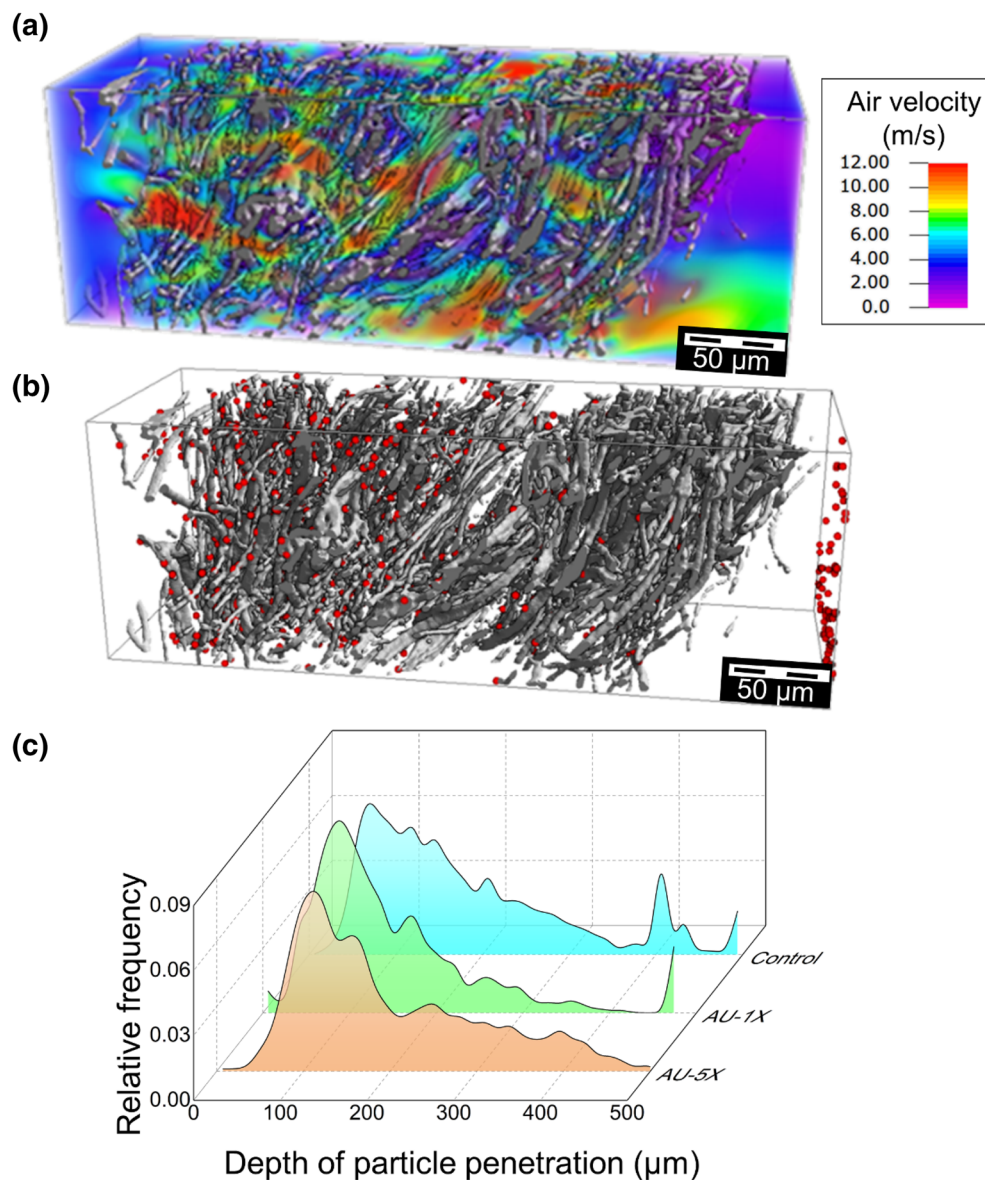 (a)
Air velocity
(m/s)
12.00
10.00
8.00
6.00
4.00
2.00
0.0
50 µm
(b)
50 µm
(c)
Relative frequency
0.09
0.06
0.03
0.00
0
100
200
300
400
500
Control
AU-1X
AU-5X
Depth of particle penetration (µm)